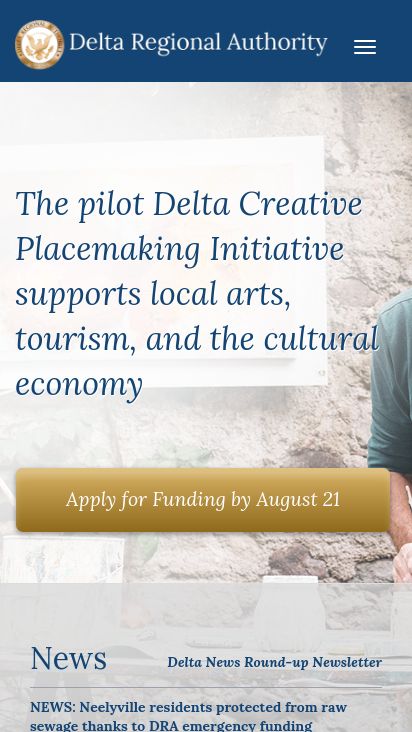 Delta Regional Authority
The pilot Delta Creative
Placemaking Initiative
supports local arts,
tourism, and the cultural
economy
Apply for Funding by August 21
News
Delta News Round-up Newsletter
NEWS: Neelyville residents protected from raw
sewage thanks to DRA emergency funding